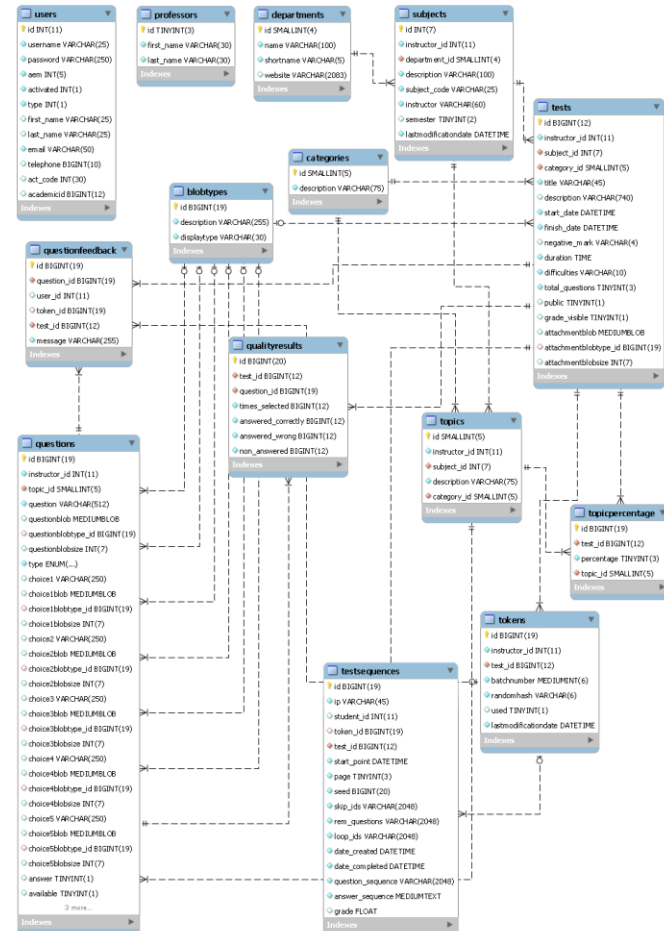 users
id INT(11)
username VARCHAR(25)
password VARCHAR(250)
aem INT(5)
activated INT(1)
type INT(1)
first_name VARCHAR(25)
last_name VARCHAR(25)
email VARCHAR(50)
telephone BIGINT(10)
act_code INT(30)
academicid BIGINT(12)
Indexes
professors
id TINYINT(3)
first_name VARCHAR(30)
last_name VARCHAR(30)
Indexes
departments
id SMALLINT(4)
name VARCHAR(100)
shortname VARCHAR(5)
website VARCHAR(2083)
Indexes
subjects
id INT(7)
instructor_id INT(11)
department_id SMALLINT(4)
description VARCHAR(100)
subject_code VARCHAR(25)
instructor VARCHAR(60)
semester TINYINT(2)
lastmodificationdate DATETIME
Indexes
tests
id BIGINT(12)
instructor_id INT(11)
subject_id INT(7)
category_id SMALLINT(5)
title VARCHAR(45)
description VARCHAR(740)
start_date DATETIME
finish_date DATETIME
negative_mark VARCHAR(4)
duration TIME
difficulties VARCHAR(10)
total_questions TINYINT(3)
public TINYINT(1)
grade_visible TINYINT(1)
attachmentblob MEDIUMBLOB
attachmentblobtype_id BIGINT(19)
attachmentblobsize INT(7)
Indexes
categories
id SMALLINT(5)
description VARCHAR(75)
Indexes
blobtypes
id BIGINT(19)
description VARCHAR(255)
displaytype VARCHAR(30)
Indexes
questionfeedback
id BIGINT(19)
question_id BIGINT(19)
user_id INT(11)
token_id BIGINT(19)
test_id BIGINT(12)
message VARCHAR(255)
Indexes
qualityresults
id BIGINT(20)
test_id BIGINT(12)
question_id BIGINT(19)
times_selected BIGINT(12)
answered_correctly BIGINT(12)
answered_wrong BIGINT(12)
non_answered BIGINT(12)
Indexes
topics
id SMALLINT(5)
instructor_id INT(11)
subject_id INT(7)
description VARCHAR(75)
category_id SMALLINT(5)
Indexes
questions
id BIGINT(19)
instructor_id INT(11)
topic_id SMALLINT(5)
question VARCHAR(512)
questionblob MEDIUMBLOB
questionblobtype_id BIGINT(19)
questionblobsize INT(7)
type ENUM(...)
choice1 VARCHAR(250)
choice1blob MEDIUMBLOB
choice1blobtype_id BIGINT(19)
choice1blobsize INT(7)
choice2 VARCHAR(250)
choice2blob MEDIUMBLOB
choice2blobtype_id BIGINT(19)
choice2blobsize INT(7)
choice3 VARCHAR(250)
choice3blob MEDIUMBLOB
choice3blobtype_id BIGINT(19)
choice3blobsize INT(7)
choice4 VARCHAR(250)
choice4blob MEDIUMBLOB
choice4blobtype_id BIGINT(19)
choice4blobsize INT(7)
choice5 VARCHAR(250)
choice5blob MEDIUMBLOB
choice5blobtype_id BIGINT(19)
choice5blobsize INT(7)
answer TINYINT(1)
available TINYINT(1)
3 more...
Indexes
topicpercentage
id BIGINT(19)
test_id BIGINT(12)
percentage TINYINT(3)
topic_id SMALLINT(5)
Indexes
tokens
id BIGINT(19)
instructor_id INT(11)
test_id BIGINT(12)
batchnumber MEDIUMINT(6)
randomhash VARCHAR(6)
used TINYINT(1)
lastmodificationdate DATETIME
Indexes
testsequences
id BIGINT(19)
ip VARCHAR(45)
student_id INT(11)
token_id BIGINT(19)
test_id BIGINT(12)
start_point DATETIME
page TINYINT(3)
seed BIGINT(20)
skip_ids VARCHAR(2048)
rem_questions VARCHAR(2048)
loop_ids VARCHAR(2048)
date_created DATETIME
date_completed DATETIME
question_sequence VARCHAR(2048)
answer_sequence MEDIUMTEXT
grade FLOAT
Indexes